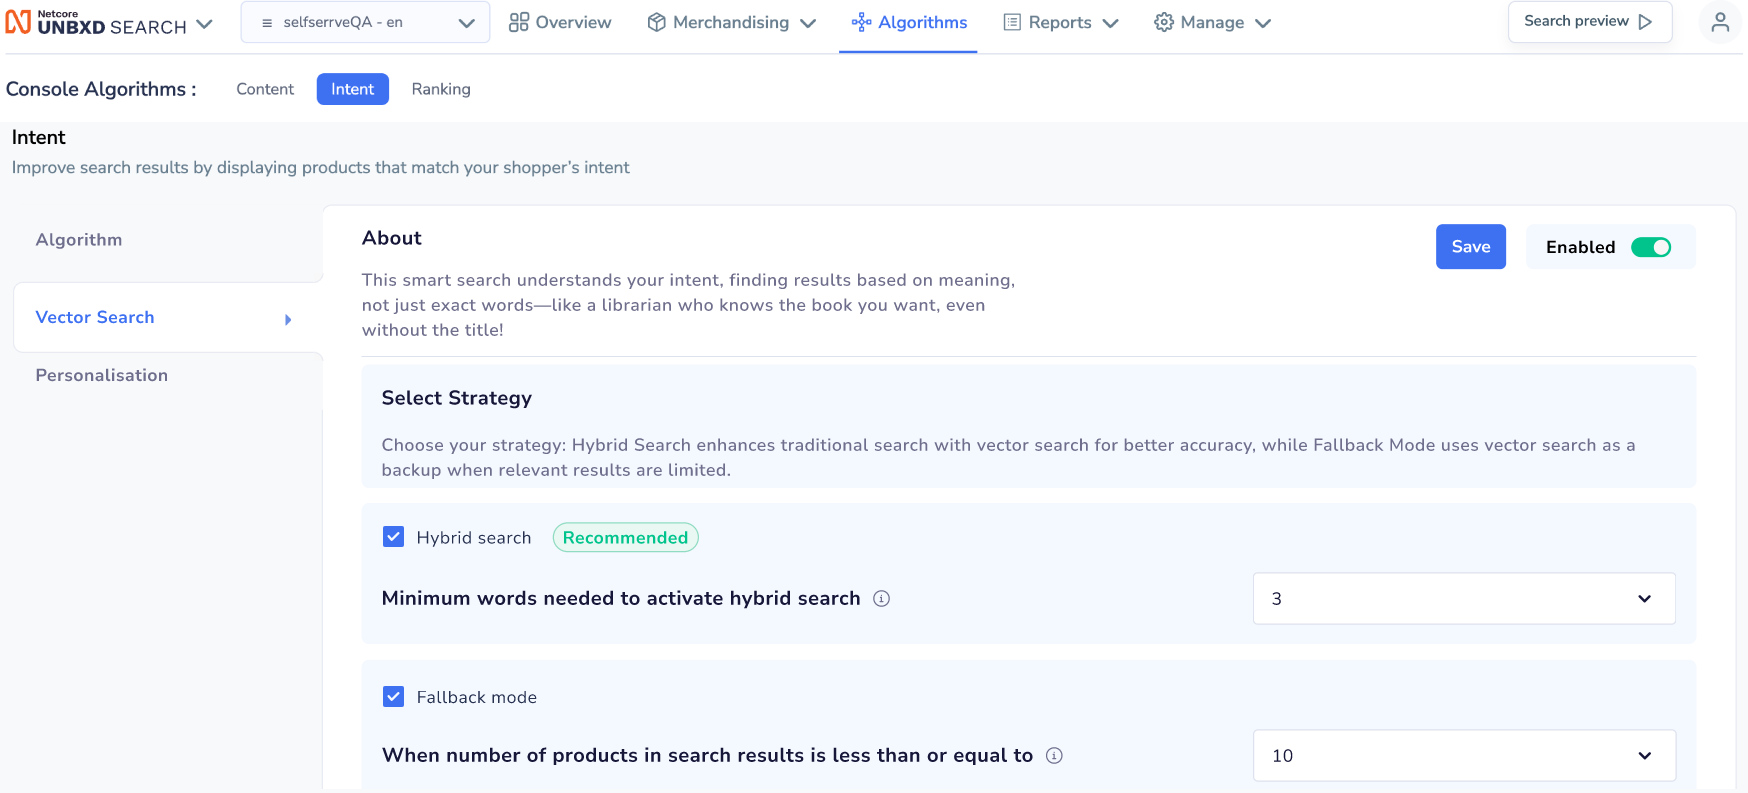 Netcore
UNBXD SEARCH
selfserrveQA - en
Overview
Merchandising
Algorithms
Reports
Manage
Search preview
Console Algorithms :
Content
Intent
Ranking
Intent
Improve search results by displaying products that match your shopper’s intent
Algorithm
Vector Search
Personalisation
About
Save
Enabled
This smart search understands your intent, finding results based on meaning,
not just exact words—like a librarian who knows the book you want, even
without the title!
Select Strategy
Choose your strategy: Hybrid Search enhances traditional search with vector search for better accuracy, while Fallback Mode uses vector search as a
backup when relevant results are limited.
Hybrid search
Recommended
Minimum words needed to activate hybrid search
3
Fallback mode
When number of products in search results is less than or equal to
10